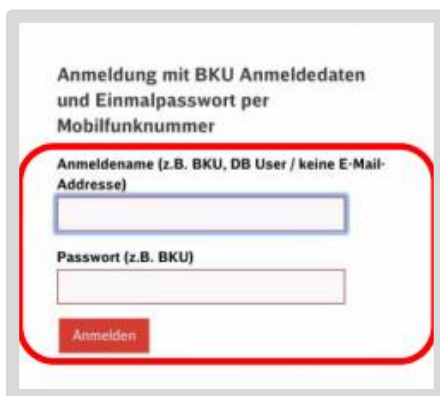 Anmeldung mit BKU Anmeldedaten
und Einmalpasswort per
Mobilfunknummer
Anmeldename (z.B. BKU, DB User / keine E-Mail-
Addresse)
Passwort (z.B. BKU)
Anmelden